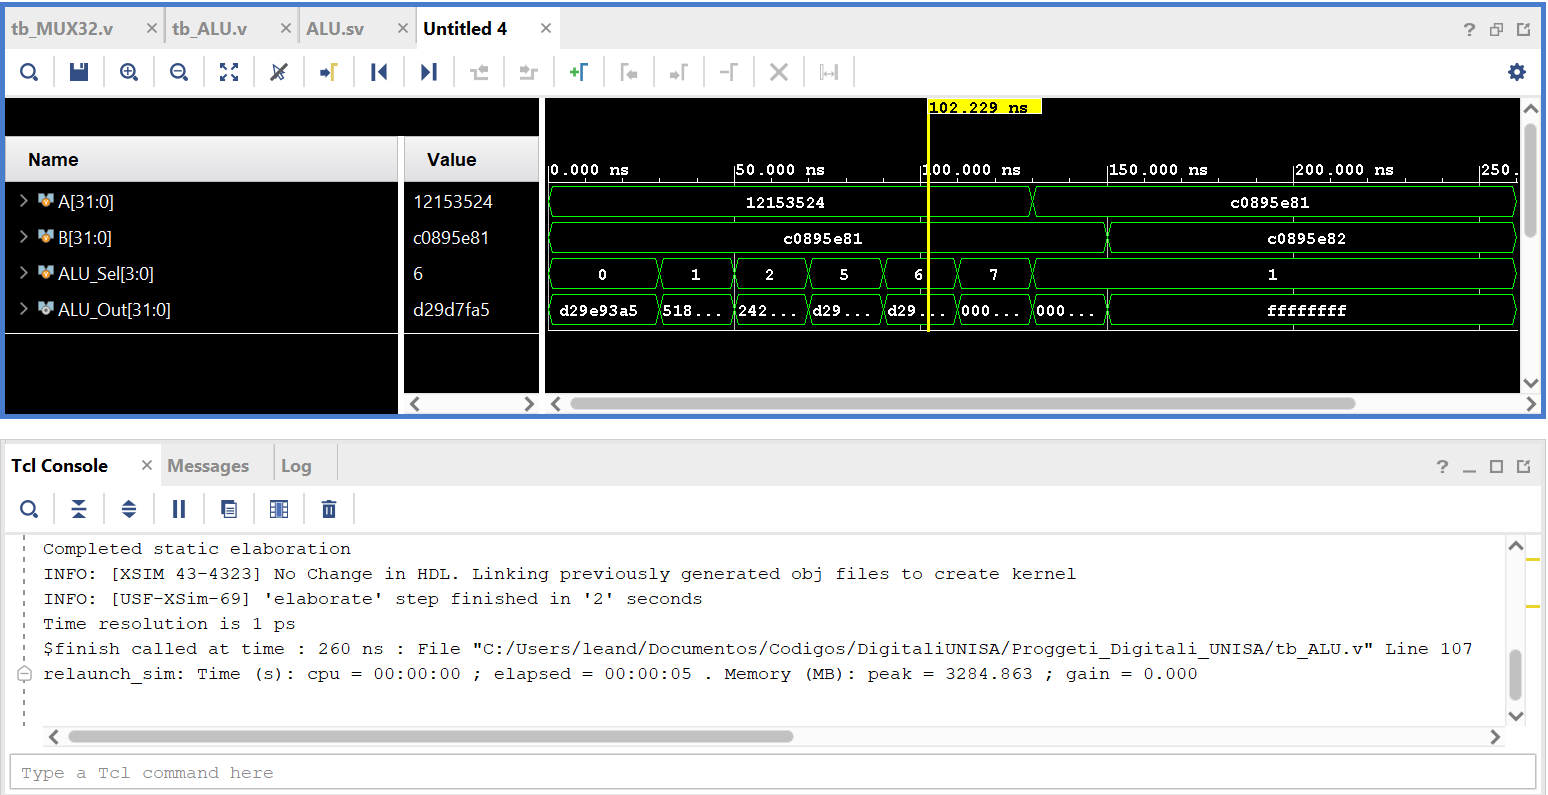 tb_MUX32.v × tb_ALU.v × ALU.sv × Untitled 4 ×
102.229 ns
Name Value 0.000 ns 50.000 ns 100.000 ns 150.000 ns 200.000 ns 250.
A[31:0] 12153524 12153524 c0895e81
B[31:0] c0895e81 c0895e81 c0895e82
ALU_Sel[3:0] 6 0 1 2 5 6 7 1
ALU_Out[31:0] d29d7fa5 d29e93a5 518... 242... d29... d29... 000... 000... ffffffff
Tcl Console × Messages Log
Completed static elaboration
INFO: [XSIM 43-4323] No Change in HDL. Linking previously generated obj files to create kernel
INFO: [USF-XSim-69] 'elaborate' step finished in '2' seconds
Time resolution is 1 ps
$finish called at time : 260 ns : File "C:/Users/leand/Documentos/Codigos/DigitaliUNISA/Proggeti_Digitali_UNISA/tb_ALU.v" Line 107
relaunch_sim: Time (s): cpu = 00:00:00 ; elapsed = 00:00:05 . Memory (MB): peak = 3284.863 ; gain = 0.000
Type a Tcl command here